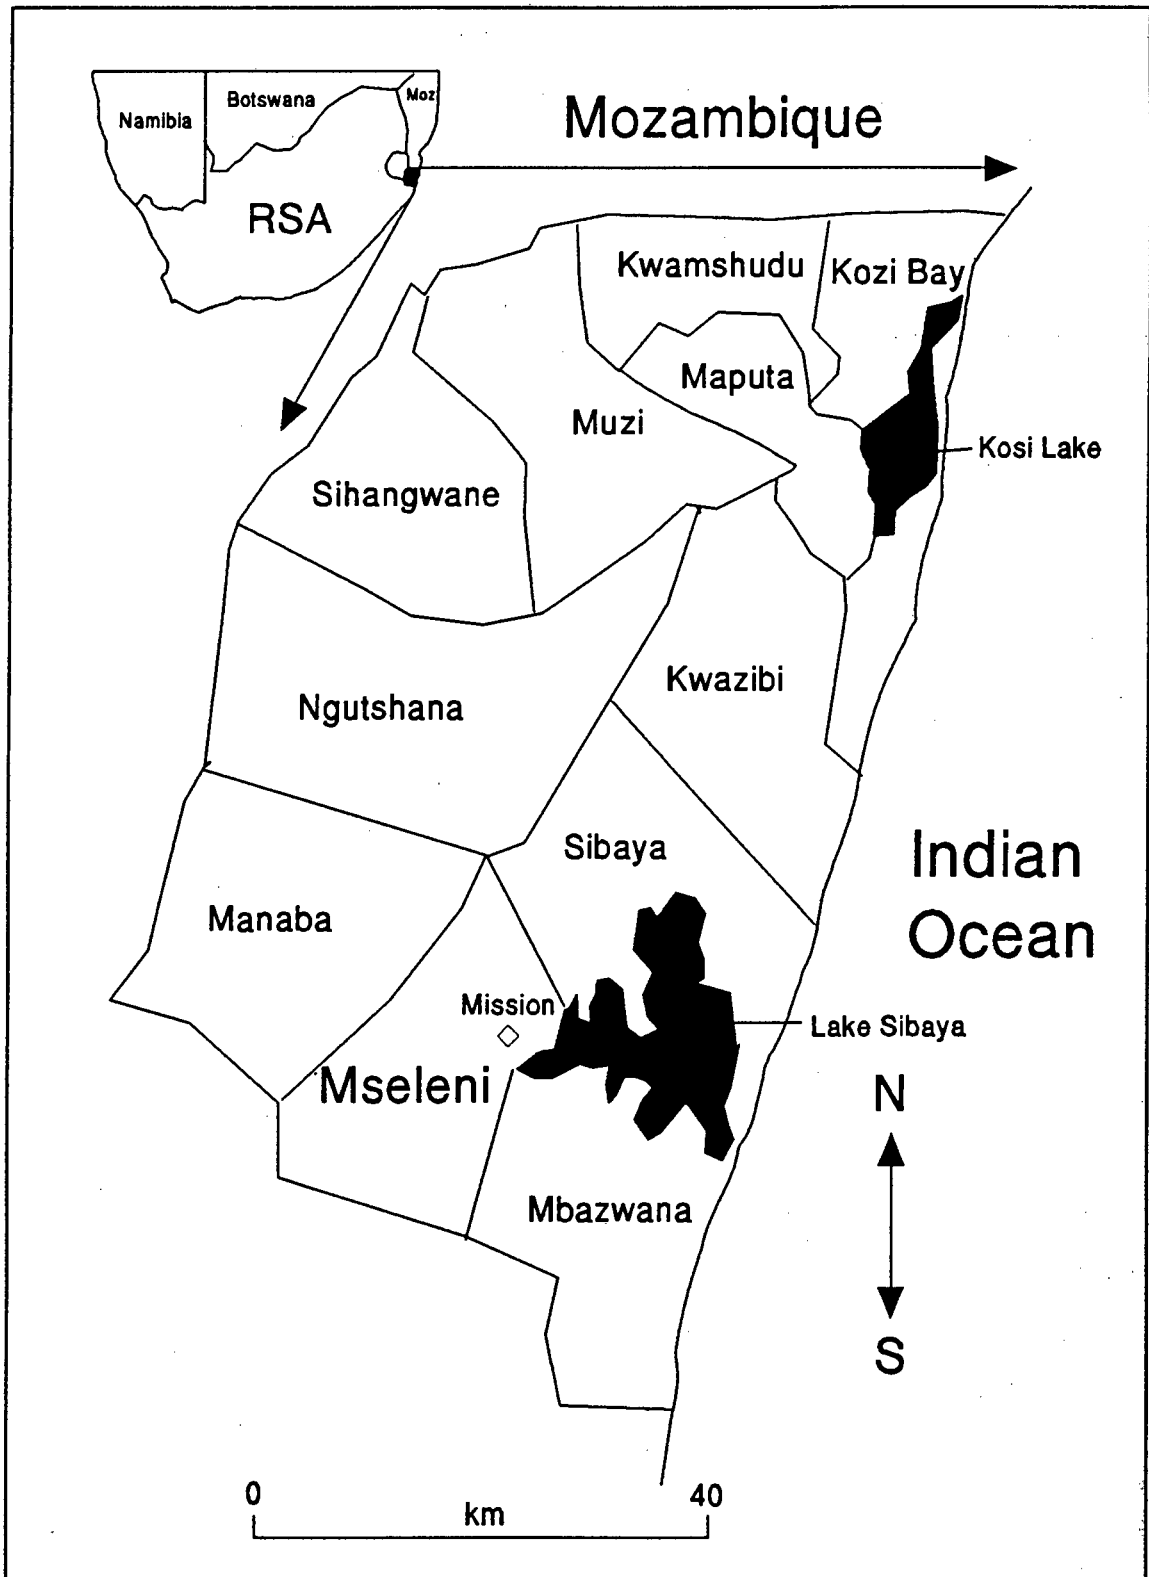 Namibia
Botswana
Moz
RSA
Mozambique
Kwamshudu
Kozi Bay
Maputa
Muzi
Kosi Lake
Sihangwane
Kwazibi
Ngutshana
Sibaya
Indian
Ocean
Manaba
Mission
Lake Sibaya
Mseleni
N
Mbazwana
S
0
40
km